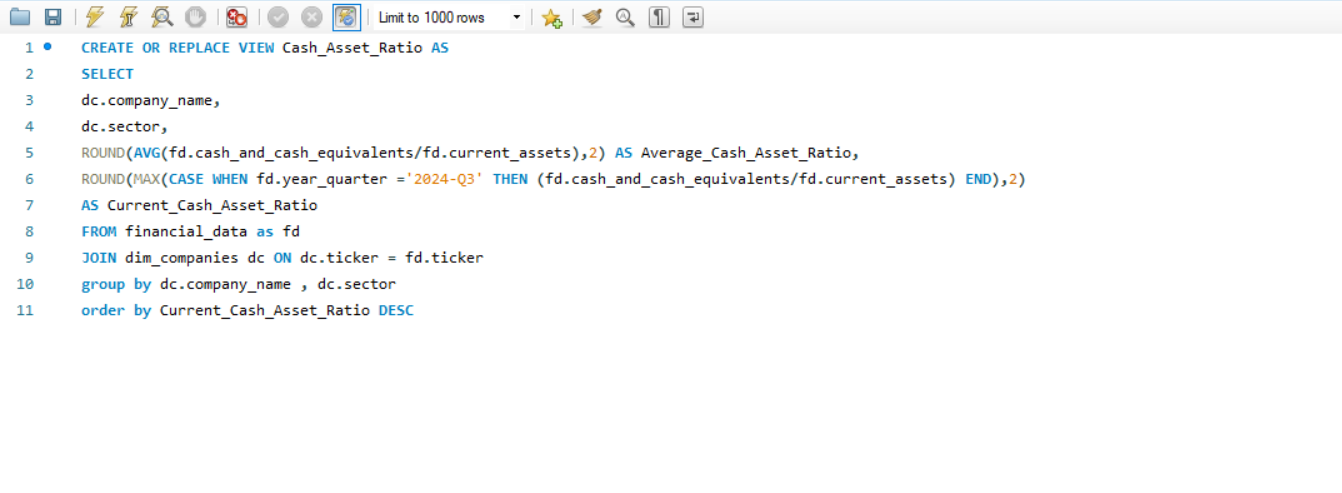 Limit to 1000 rows
1 CREATE OR REPLACE VIEW Cash_Asset_Ratio AS
2 SELECT
3 dc.company_name,
4 dc.sector,
5 ROUND(AVG(fd.cash_and_cash_equivalents/fd.current_assets),2) AS Average_Cash_Asset_Ratio,
6 ROUND(MAX(CASE WHEN fd.year_quarter ='2024-Q3' THEN (fd.cash_and_cash_equivalents/fd.current_assets) END),2)
7 AS Current_Cash_Asset_Ratio
8 FROM financial_data as fd
9 JOIN dim_companies dc ON dc.ticker = fd.ticker
10 group by dc.company_name , dc.sector
11 order by Current_Cash_Asset_Ratio DESC